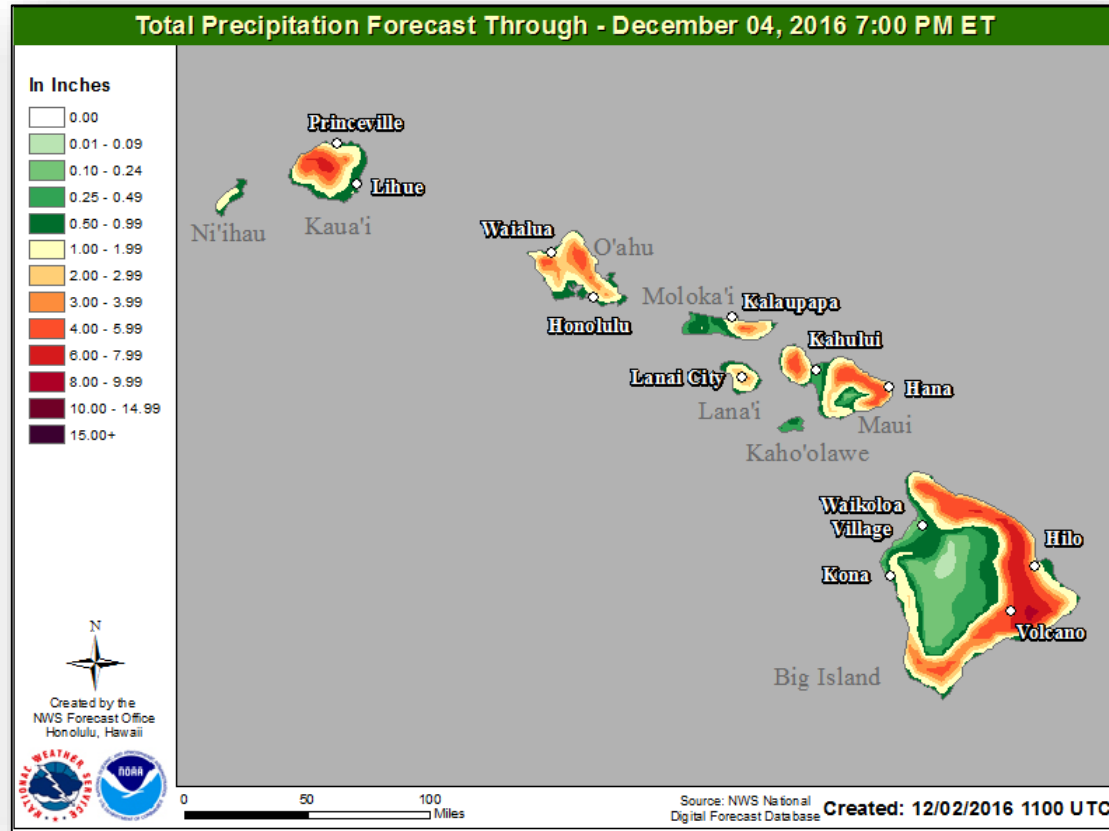 Total Precipitation Forecast Through - December 04, 2016 7:00 PM ET
In Inches
0.00
0.01 - 0.09
0.10 - 0.24
0.25 - 0.49
0.50 - 0.99
1.00 - 1.99
2.00 - 2.99
3.00 - 3.99
4.00 - 5.99
6.00 - 7.99
8.00 - 9.99
10.00 - 14.99
15.00+
Princeville
Lihue
Ni'ihau
Kaua'i
Waialua
O'ahu
Honolulu
Moloka'i
Kalaupapa
Kahului
Lanai City
Hana
Lana'i
Maui
Kaho'olawe
Waikoloa
Village
Hilo
Kona
Volcano
Big Island
N
Created by the
NWS Forecast Office
Honolulu, Hawaii
NATIONAL WEATHER SERVICE
NOAA
0 50 100
Miles
Source: NWS National
Digital Forecast Database
Created: 12/02/2016 1100 UTC